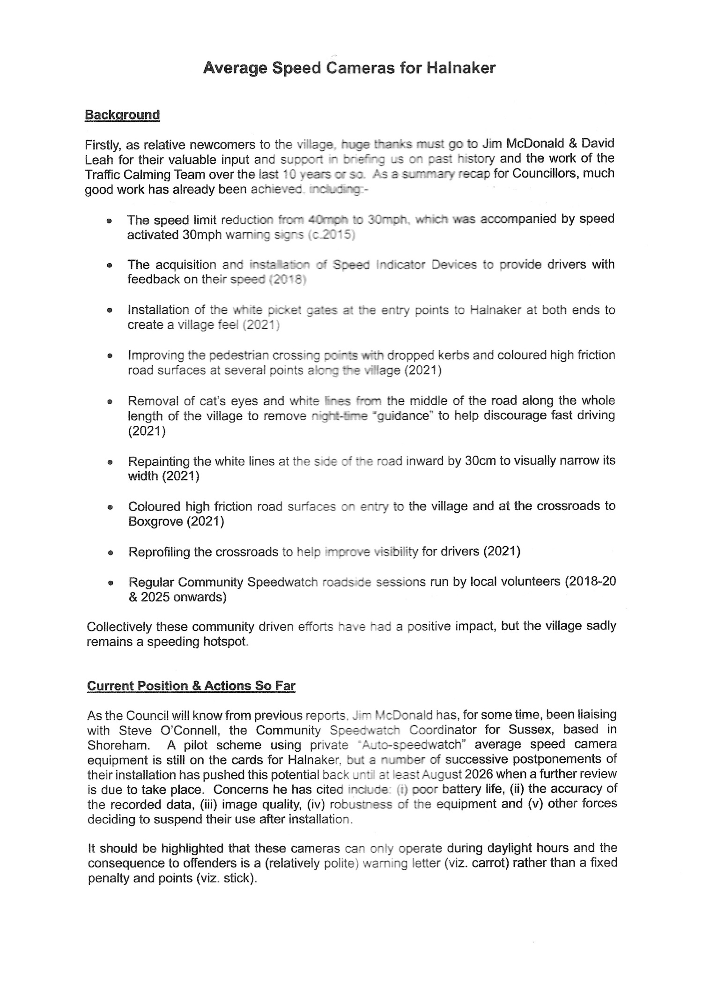 Average Speed Cameras for Halnaker
Background
Firstly, as relative newcomers to the village, huge thanks must go to Jim McDonald & David
Leah for their valuable input and support in briefing us on past history and the work of the
Traffic Calming Team over the last 10 years or so. As a summary recap for Councillors, much
good work has already been achieved, including:-
• The speed limit reduction from 40mph to 30mph, which was accompanied by speed
activated 30mph warning signs (c.2015)
• The acquisition and installation of Speed Indicator Devices to provide drivers with
feedback on their speed (2018)
• Installation of the white picket gates at the entry points to Halnaker at both ends to
create a village feel (2021)
• Improving the pedestrian crossing points with dropped kerbs and coloured high friction
road surfaces at several points along the village (2021)
• Removal of cat's eyes and white lines from the middle of the road along the whole
length of the village to remove night-time "guidance" to help discourage fast driving
(2021)
• Repainting the white lines at the side of the road inward by 30cm to visually narrow its
width (2021)
• Coloured high friction road surfaces on entry to the village and at the crossroads to
Boxgrove (2021)
• Reprofiling the crossroads to help improve visibility for drivers (2021)
• Regular Community Speedwatch roadside sessions run by local volunteers (2018-20
& 2025 onwards)
Collectively these community driven efforts have had a positive impact, but the village sadly
remains a speeding hotspot.
Current Position & Actions So Far
As the Council will know from previous reports, Jim McDonald has, for some time, been liaising
with Steve O'Connell, the Community Speedwatch Coordinator for Sussex, based in
Shoreham. A pilot scheme using private "Auto-speedwatch" average speed camera
equipment is still on the cards for Halnaker, but a number of successive postponements of
their installation has pushed this potential back until at least August 2026 when a further review
is due to take place. Concerns he has cited include: (i) poor battery life, (ii) the accuracy of
the recorded data, (iii) image quality, (iv) robustness of the equipment and (v) other forces
deciding to suspend their use after installation.
It should be highlighted that these cameras can only operate during daylight hours and the
consequence to offenders is a (relatively polite) warning letter (viz. carrot) rather than a fixed
penalty and points (viz. stick).